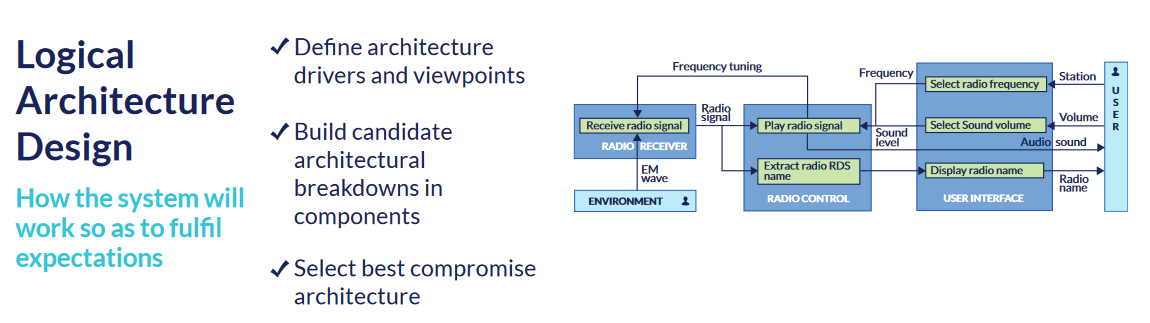 Logical
Architecture
Design
How the system will
work so as to fulfil
expectations
✓ Define architecture
drivers and viewpoints
✓ Build candidate
architectural
breakdowns in
components
✓ Select best compromise
architecture
Frequency tuning
Receive radio signal
RADIO RECEIVER
EM
wave
ENVIRONMENT
Radio
signal
Play radio signal
Extract radio RDS
name
RADIO CONTROL
Frequency
Sound
level
Select radio frequency
Select Sound volume
Display radio name
USER INTERFACE
Station
Volume
Audio sound
Radio
name
USER